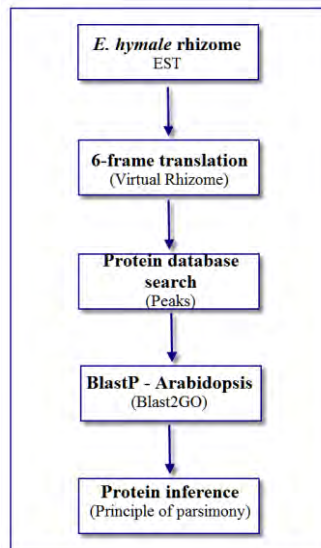 E. hymale rhizome
EST
6-frame translation
(Virtual Rhizome)
Protein database
search
(Peaks)
BlastP - Arabidopsis
(Blast2GO)
Protein inference
(Principle of parsimony)